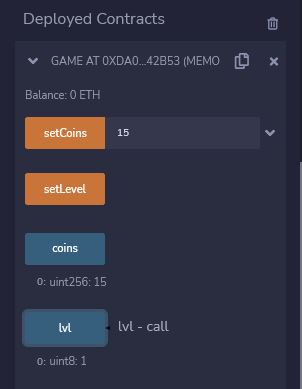 Deployed Contracts
GAME AT 0XDA0...42B53 (MEMO
Balance: 0 ETH
setCoins 15
setLevel
coins
0: uint256: 15
lvl lvl - call
0: uint8: 1